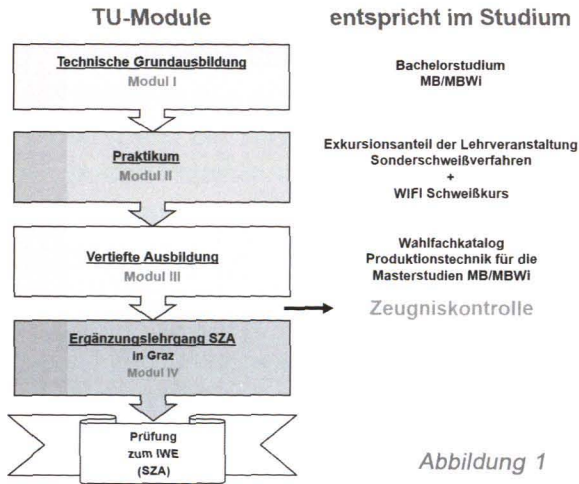 TU-Module
entspricht im Studium
Technische Grundausbildung
Modul I
Bachelorstudium
MB/MBWi
Praktikum
Modul II
Exkursionsanteil der Lehrveranstaltung
Sonderschweißverfahren
+
WIFI Schweißkurs
Vertiefte Ausbildung
Modul III
Wahlfachkatalog
Produktionstechnik für die
Masterstudien MB/MBWi
Zeugniskontrolle
Ergänzungslehrgang SZA
in Graz
Modul IV
Prüfung
zum IWE
(SZA)
Abbildung 1